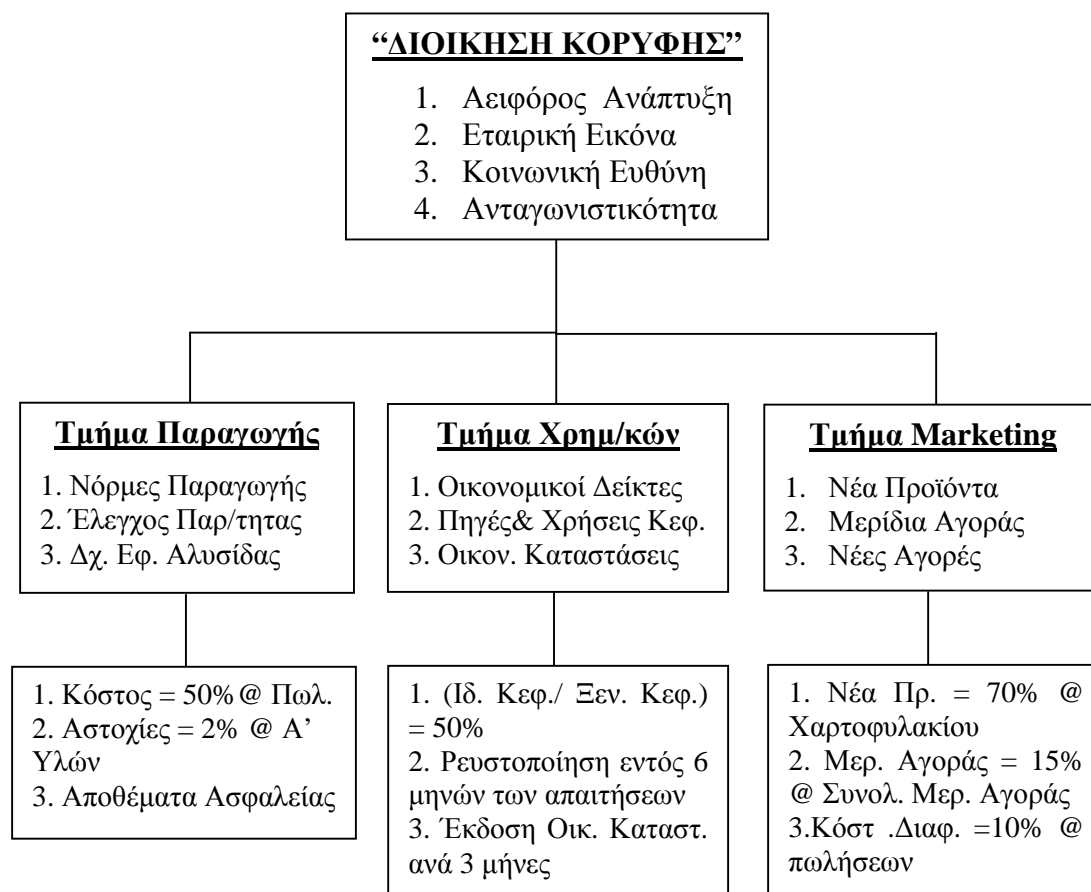 “ΔΙΟΙΚΗΣΗ ΚΟΡΥΦΗΣ”
1. Αειφόρος Ανάπτυξη
2. Εταιρική Εικόνα
3. Κοινωνική Ευθύνη
4. Ανταγωνιστικότητα
Τμήμα Παραγωγής
1. Νόρμες Παραγωγής
2. Έλεγχος Παρ/τητας
3. Δχ. Εφ. Αλυσίδας
Τμήμα Χρημ/κών
1. Οικονομικοί Δείκτες
2. Πηγές& Χρήσεις Κεφ.
3. Οικον. Καταστάσεις
Τμήμα Marketing
1. Νέα Προϊόντα
2. Μερίδια Αγοράς
3. Νέες Αγορές
1. Κόστος = 50% @ Πωλ.
2. Αστοχίες = 2% @ Α’
Υλών
3. Αποθέματα Ασφαλείας
1. (Ιδ. Κεφ./ Ξεν. Κεφ.)
= 50%
2. Ρευστοποίηση εντός 6
μηνών των απαιτήσεων
3. Έκδοση Οικ. Καταστ.
ανά 3 μήνες
1. Νέα Πρ. = 70% @
Χαρτοφυλακίου
2. Μερ. Αγοράς = 15%
@ Συνολ. Μερ. Αγοράς
3.Κόστ .Διαφ. =10% @
πωλήσεων